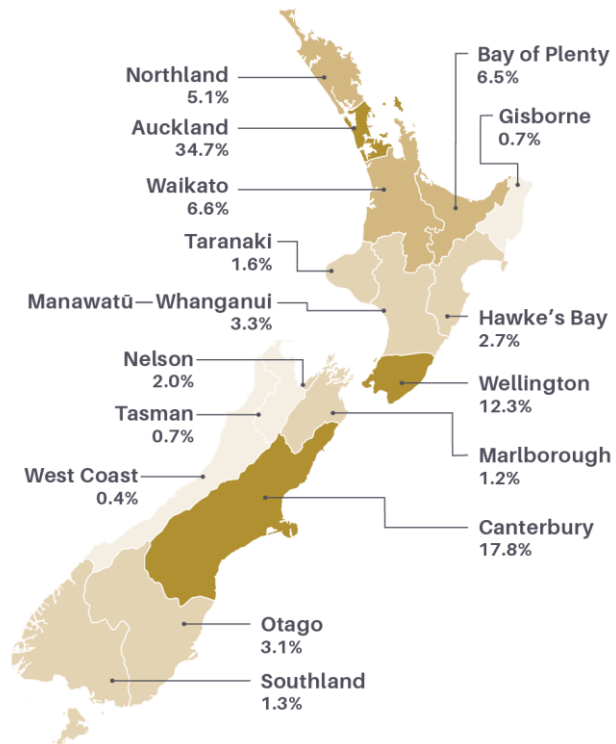 Northland
5.1%
Auckland
34.7%
Waikato
6.6%
Taranaki
1.6%
Manawatū—Whanganui
3.3%
Nelson
2.0%
Tasman
0.7%
West Coast
0.4%
Bay of Plenty
6.5%
Gisborne
0.7%
Hawke’s Bay
2.7%
Wellington
12.3%
Marlborough
1.2%
Canterbury
17.8%
Otago
3.1%
Southland
1.3%